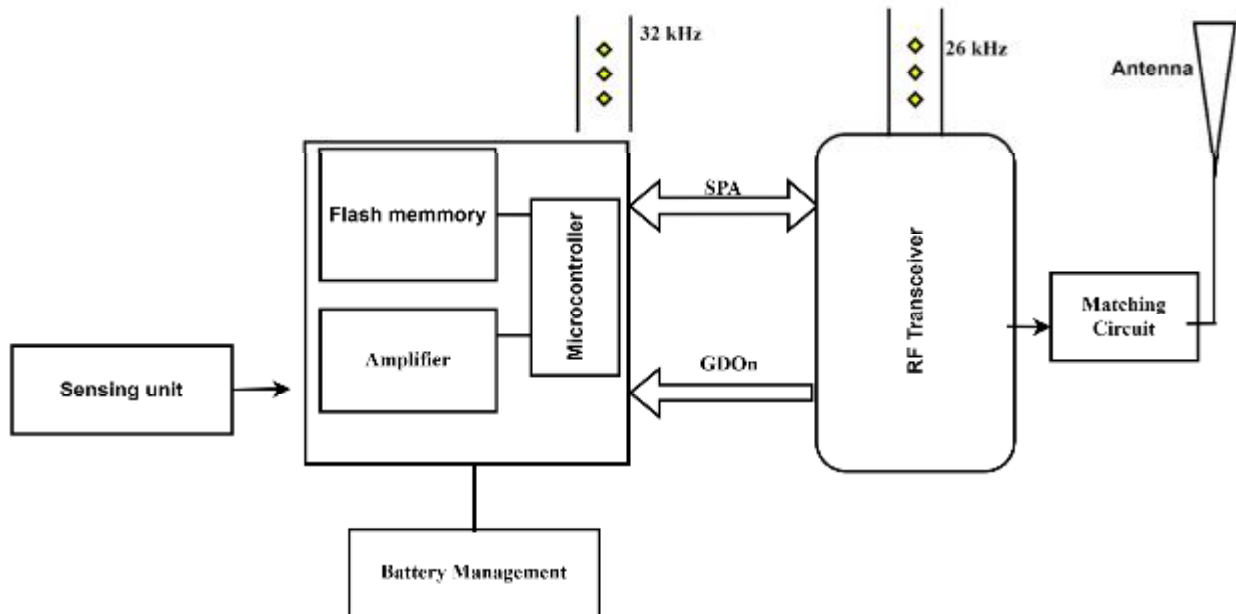 32 kHz
26 kHz
Antenna
Flash memmory
Microcontroller
SPA
RF Transceiver
Matching
Circuit
Amplifier
GDOn
Sensing unit
Battery Management